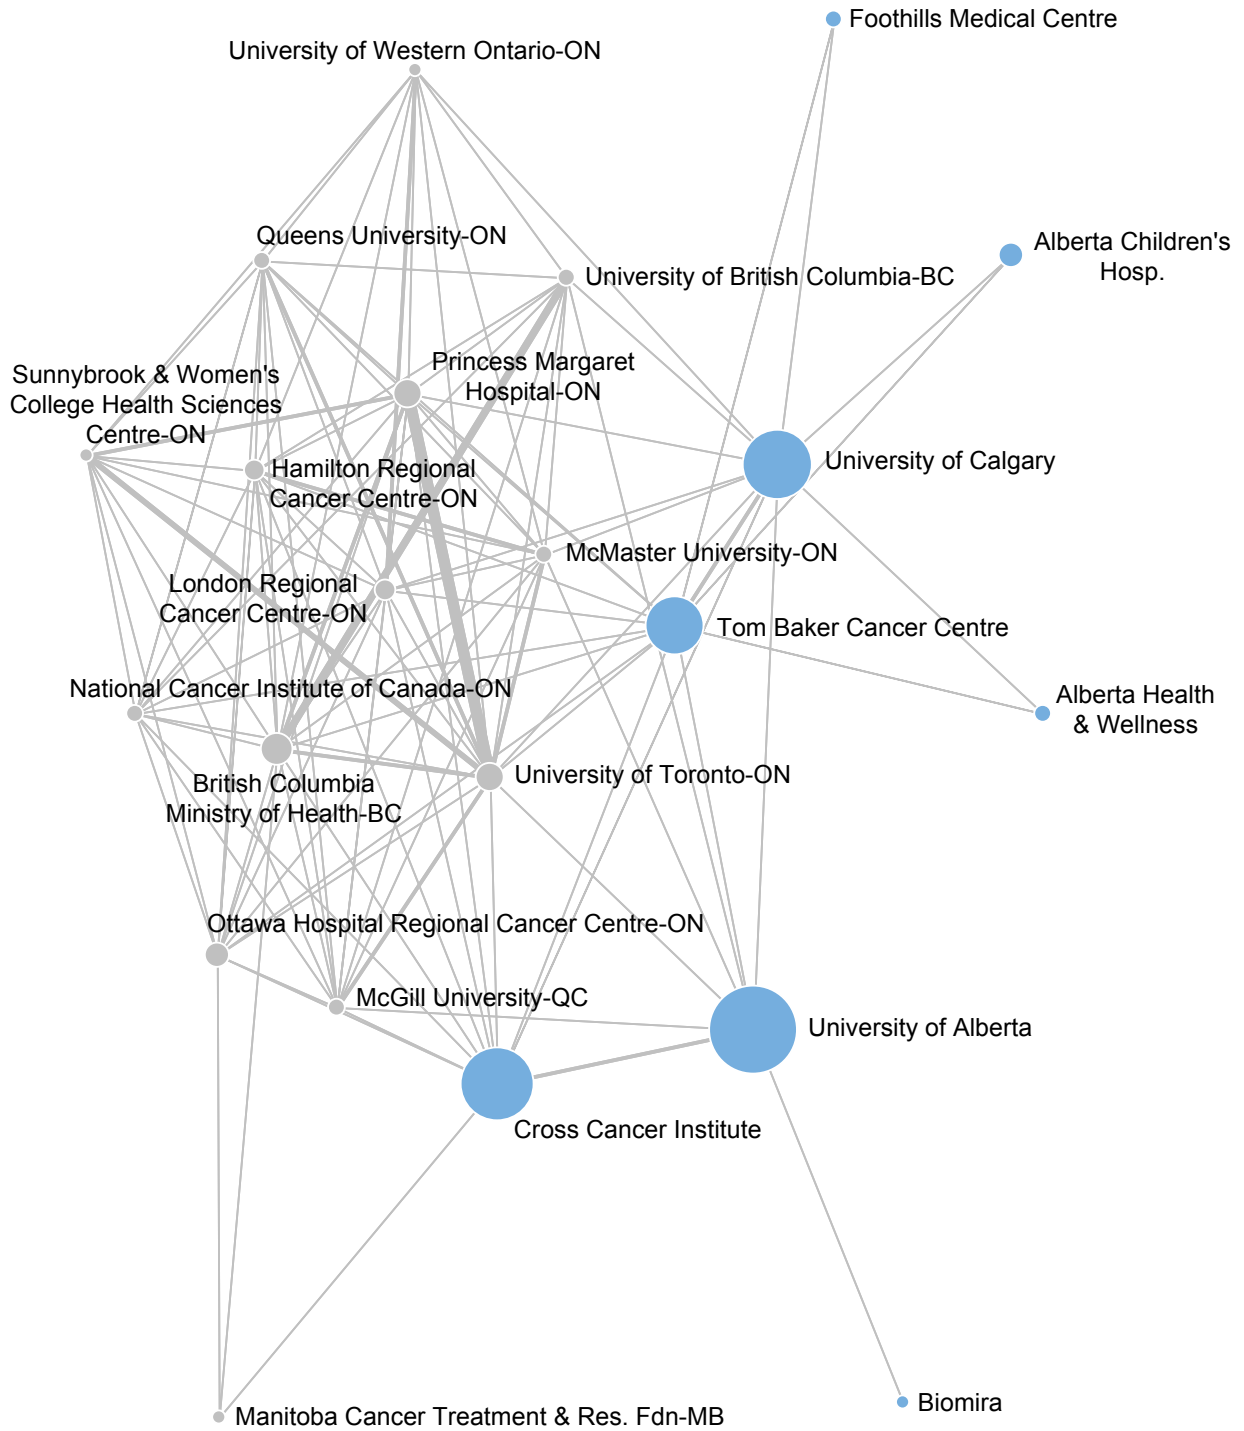 Foothills Medical Centre
University of Western Ontario-ON
Queens University-ON
Alberta Children's
Hosp.
University of British Columbia-BC
Princess Margaret
Hospital-ON
Sunnybrook & Women's
College Health Sciences
Centre-ON
University of Calgary
Hamilton Regional
Cancer Centre-ON
McMaster University-ON
London Regional
Cancer Centre-ON
Tom Baker Cancer Centre
National Cancer Institute of Canada-ON
Alberta Health
& Wellness
University of Toronto-ON
British Columbia
Ministry of Health-BC
Ottawa Hospital Regional Cancer Centre-ON
McGill University-QC
University of Alberta
Cross Cancer Institute
Biomira
Manitoba Cancer Treatment & Res. Fdn-MB